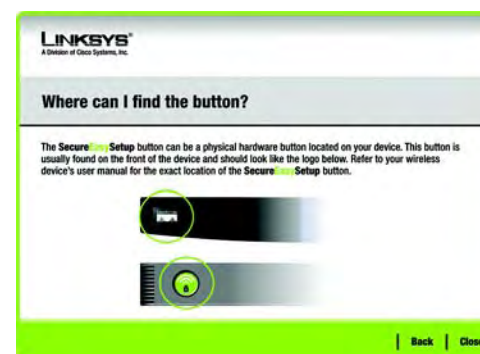 LINKSYS®
A Division of Cisco Systems, Inc.
Where can I find the button?
The SecureEasySetup button can be a physical hardware button located on your device. This button is
usually found on the front of the device and should look like the logo below. Refer to your wireless
device's user manual for the exact location of the SecureEasySetup button.
Back | Close